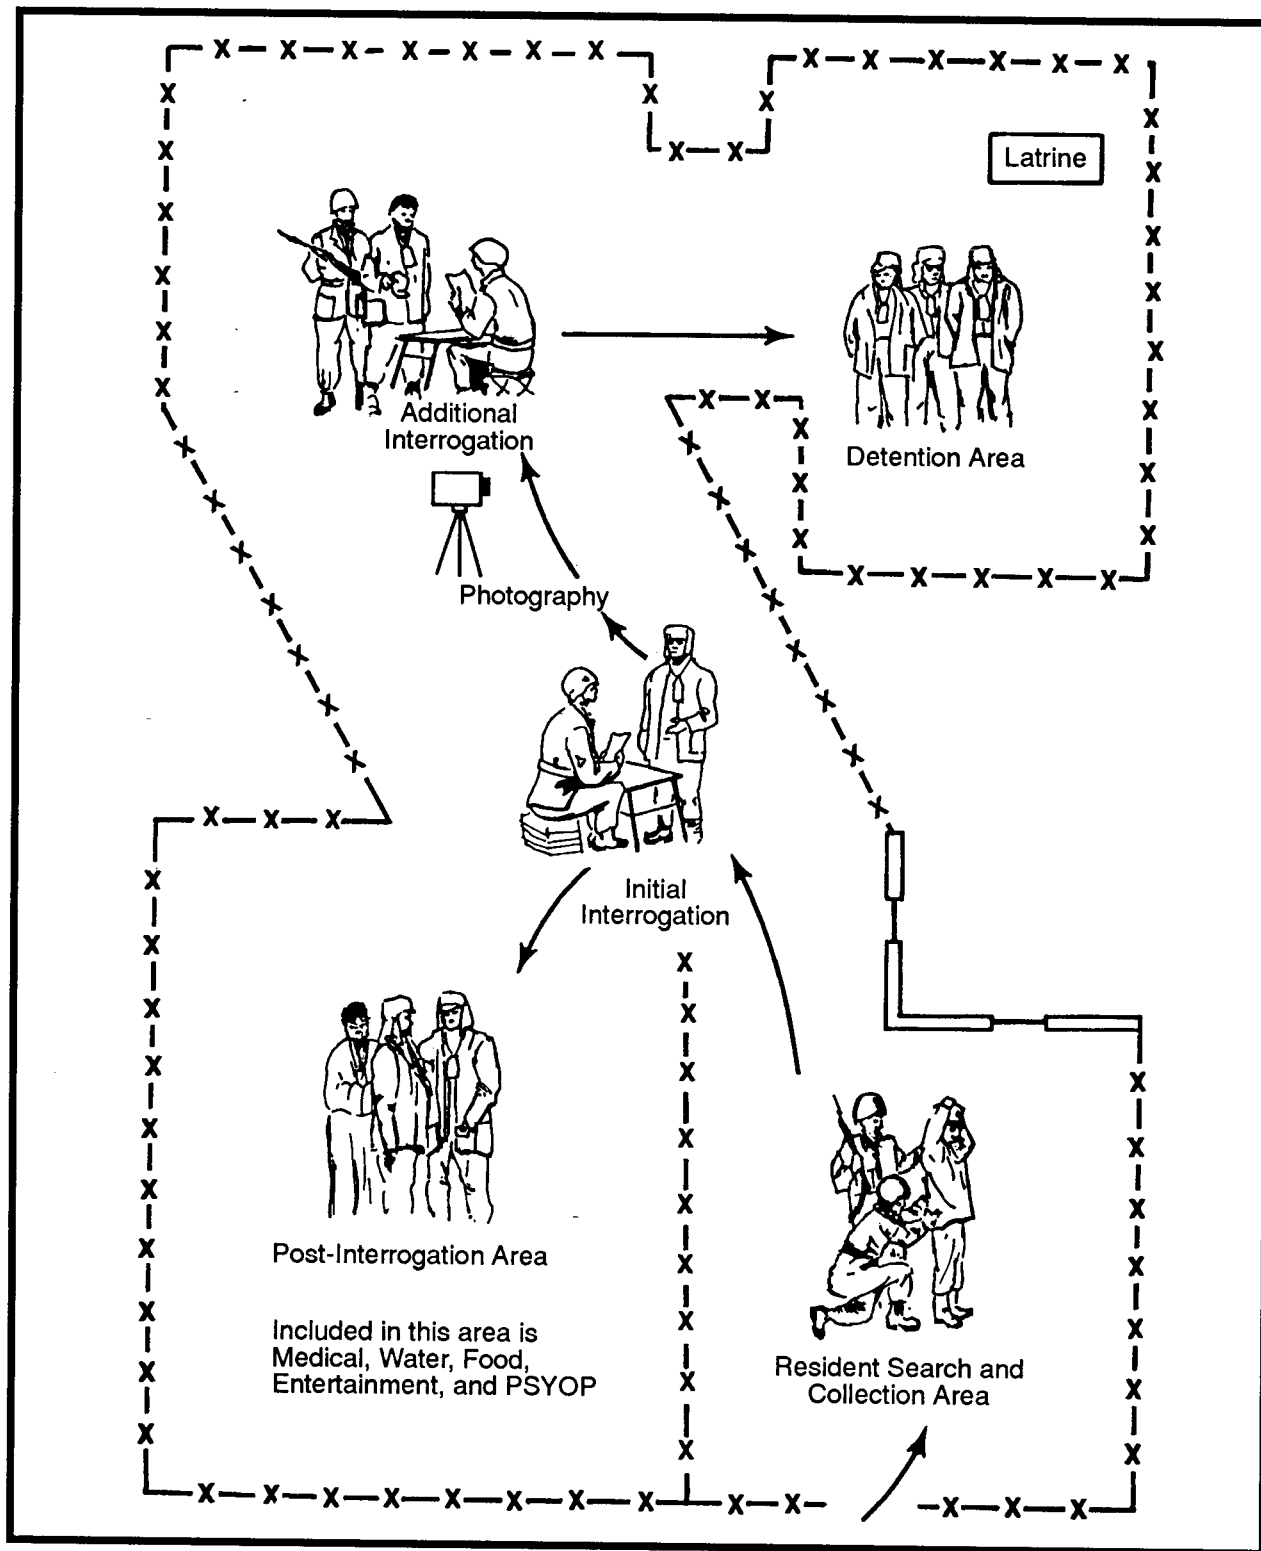 Latrine
Additional
Interrogation
Detention Area
Photography
Initial
Interrogation
Post-Interrogation Area
Included in this area is
Medical, Water, Food,
Entertainment, and PSYOP
Resident Search and
Collection Area